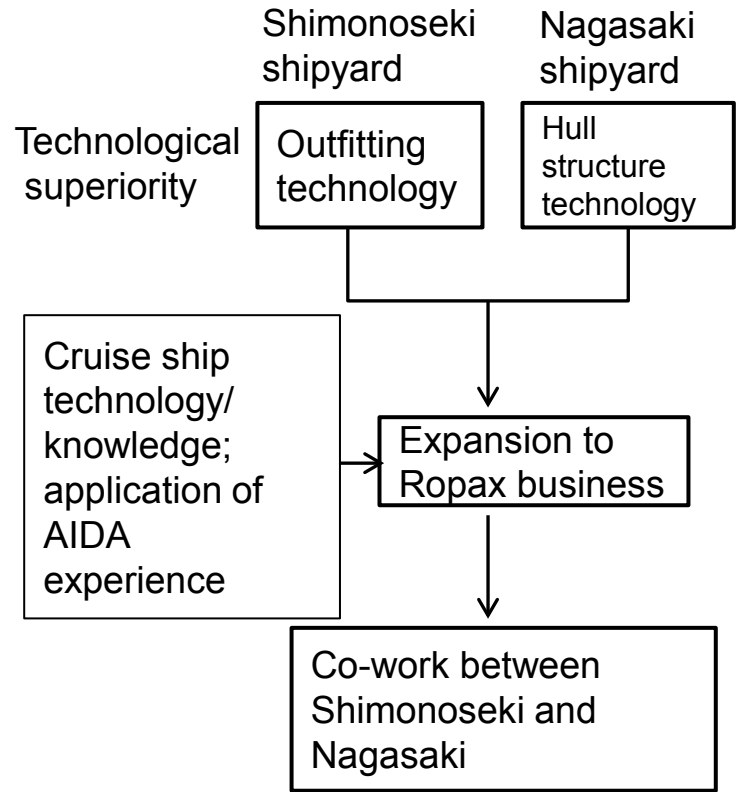 Shimonoseki
shipyard
Nagasaki
shipyard
Technological
superiority
Outfitting
technology
Hull
structure
technology
Cruise ship
technology/
knowledge;
application of
AIDA
experience
Expansion to
Ropax business
Co-work between
Shimonoseki and
Nagasaki